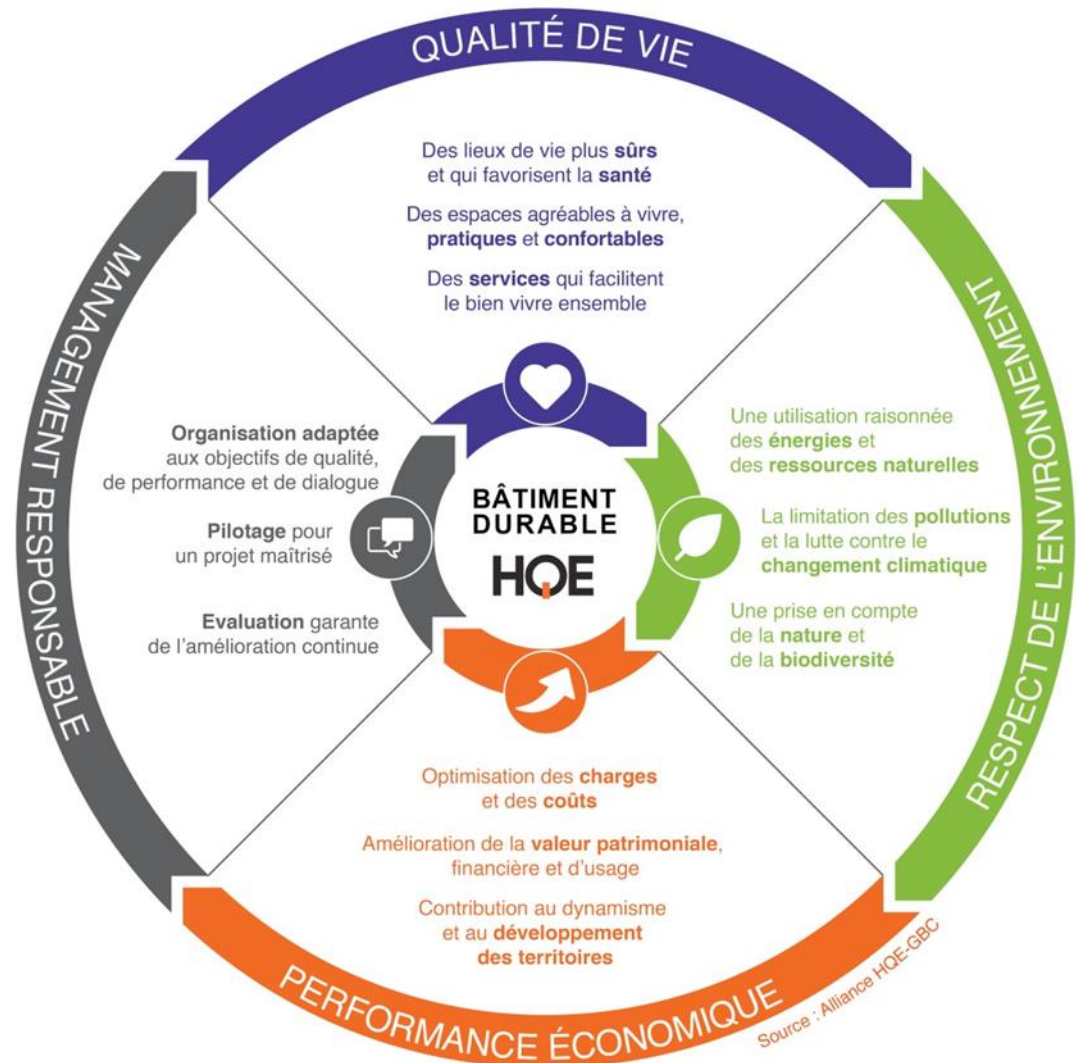 QUALITÉ DE VIE
Des lieux de vie plus sûrs
et qui favorisent la santé
Des espaces agréables à vivre,
pratiques et confortables
Des services qui facilitent
le bien vivre ensemble
RESPECT DE L'ENVIRONNEMENT
Une utilisation raisonnée
des énergies et
des ressources naturelles
La limitation des pollutions
et la lutte contre le
changement climatique
Une prise en compte
de la nature et
de la biodiversité
PERFORMANCE ÉCONOMIQUE
Optimisation des charges
et des coûts
Amélioration de la valeur patrimoniale,
financière et d'usage
Contribution au dynamisme
et au développement
des territoires
MANAGEMENT RESPONSABLE
Organisation adaptée
aux objectifs de qualité,
de performance et de dialogue
Pilotage pour
un projet maîtrisé
Evaluation garante
de l'amélioration continue
BÂTIMENT
DURABLE
HQE
Source : Alliance HQE-GBC